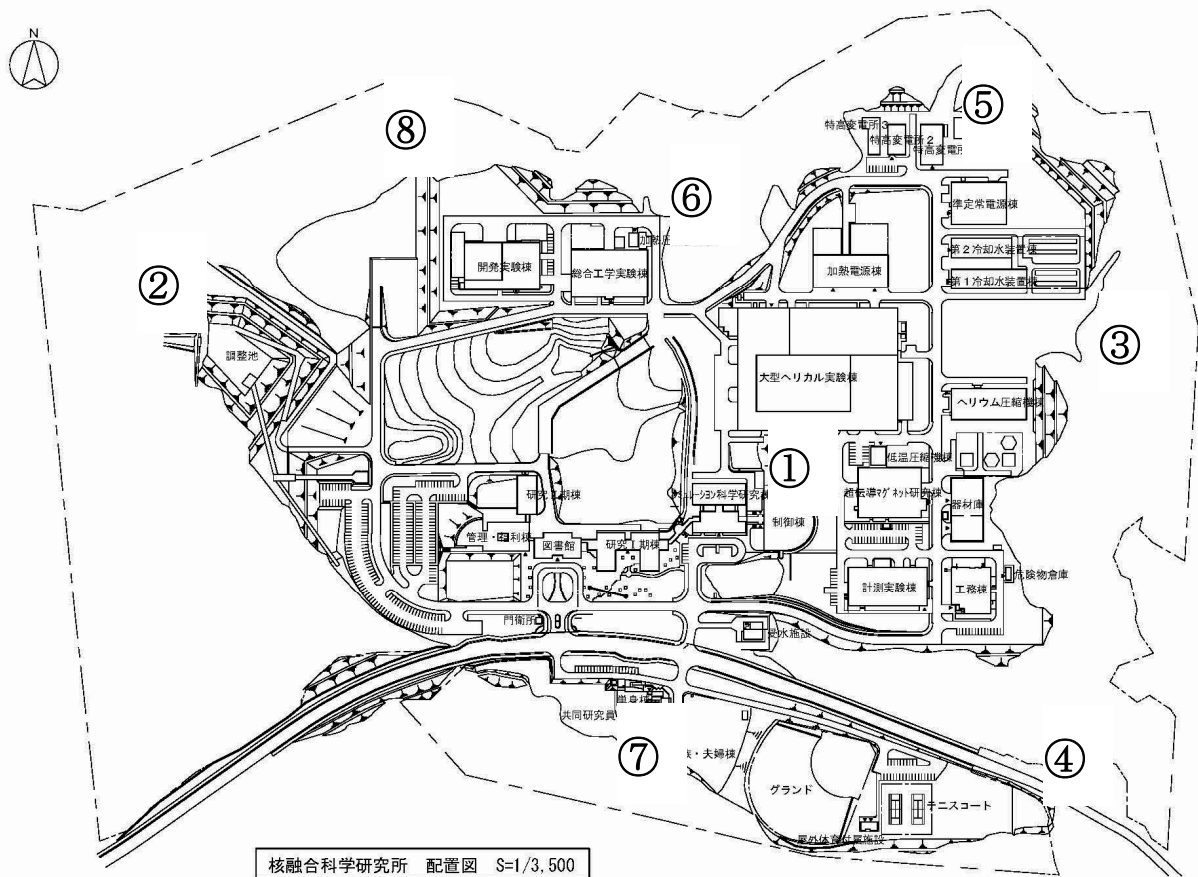 N
⑤
⑧
特高変電所3
特高変電所2
特高変電所
⑥
準定常電源棟
加熱
開発実験棟
総合工学実験棟
第2冷却水装置棟
加熱電源棟
第1冷却水装置棟
②
③
調整池
大型ヘリカル実験棟
ヘリウム圧縮機棟
①
低温圧縮機棟
研究Ⅱ期棟
シミュレーション科学研究棟
超伝導マグネット研究棟
器材庫
制御棟
管理・福利棟
図書館
研究Ⅰ期棟
危険物倉庫
計測実験棟
工務棟
門衛所
受水施設
単身棟
共同研究員
⑦
・夫婦棟
④
グランド
テニスコート
屋外体育付属施設
核融合科学研究所 配置図 S=1/3,500